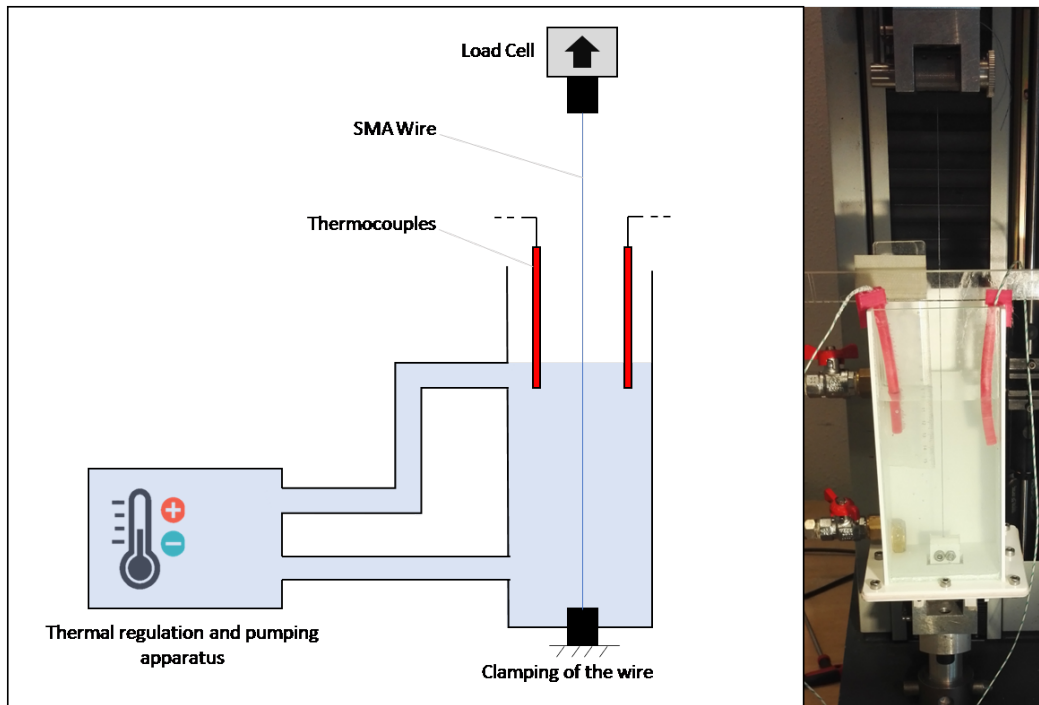 Load Cell
SMA Wire
Thermocouples
Thermal regulation and pumping
apparatus
Clamping of the wire